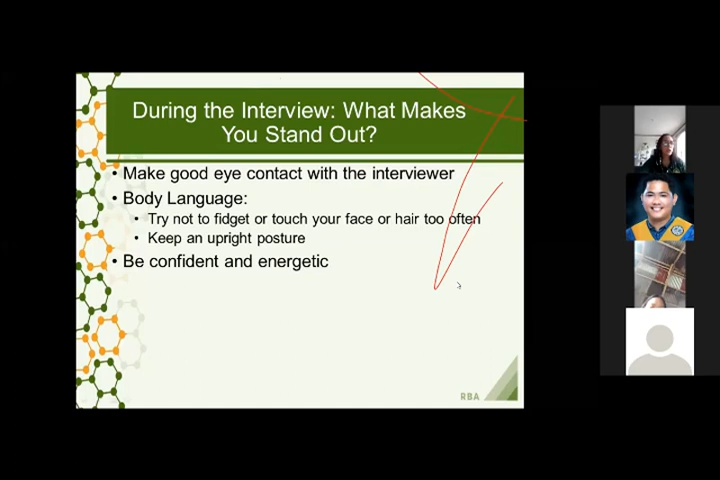 During the Interview: What Makes
You Stand Out?
• Make good eye contact with the interviewer
• Body Language:
• Try not to fidget or touch your face or hair too often
• Keep an upright posture
• Be confident and energetic
RBA